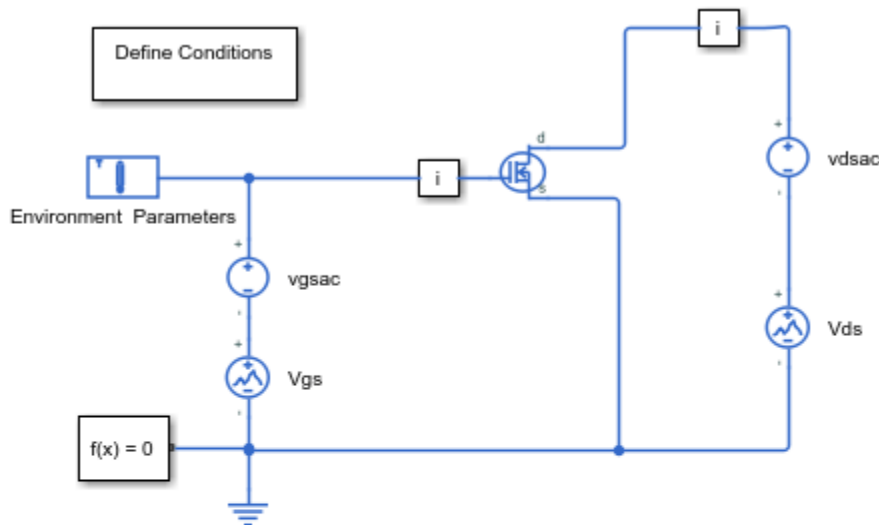 Define Conditions
i
d
s
i
Environment Parameters
vgsac
Vgs
f(x) = 0
vdsac
Vds